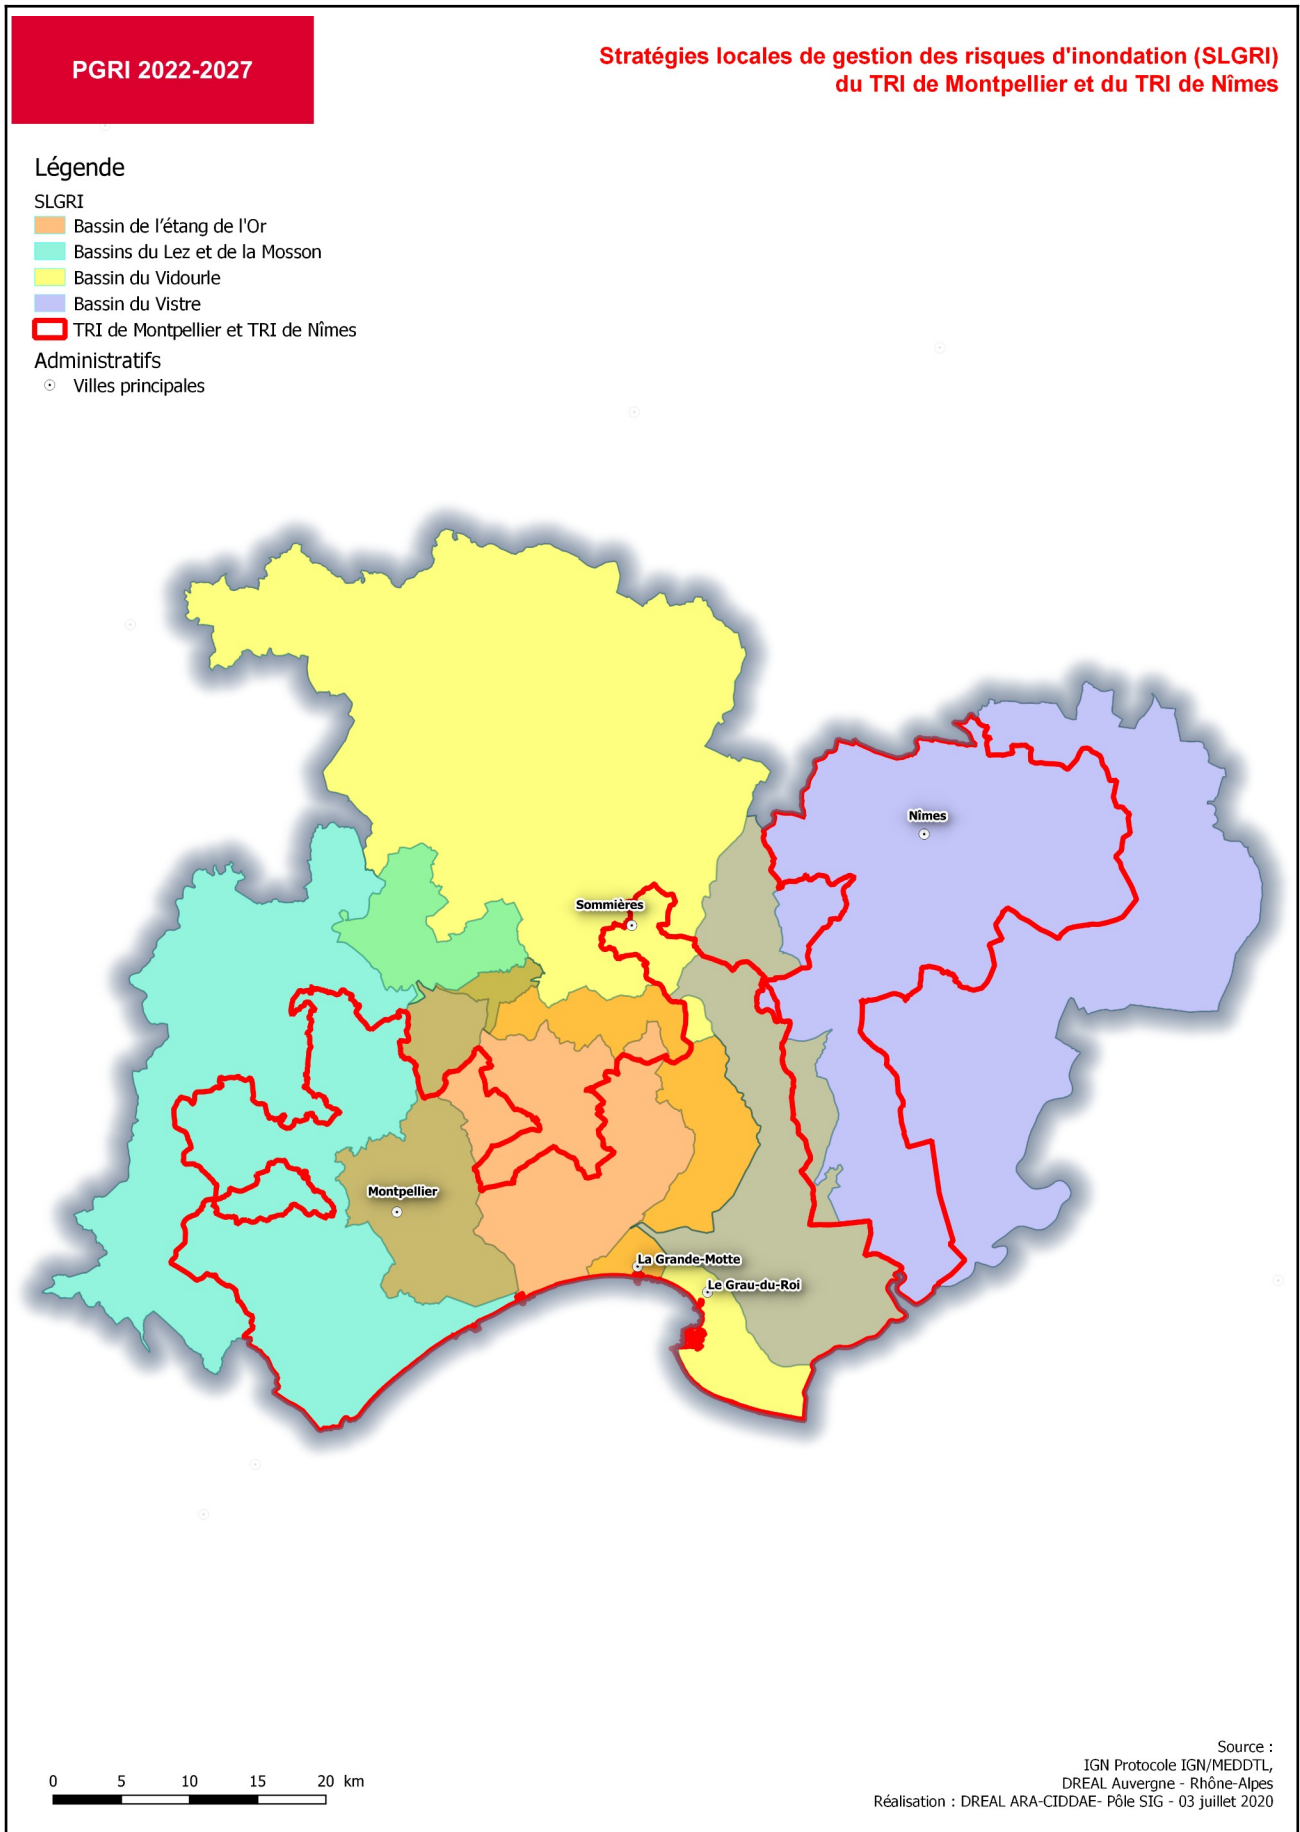 PGRI 2022-2027
Stratégies locales de gestion des risques d'inondation (SLGRI)
du TRI de Montpellier et du TRI de Nîmes
Légende
SLGRI
Bassin de l'étang de l'Or
Bassins du Lez et de la Mosson
Bassin du Vidourle
Bassin du Vistre
TRI de Montpellier et TRI de Nîmes
Administratifs
Villes principales
Nîmes
Sommières
Montpellier
La Grande-Motte
Le Grau-du-Roi
0 5 10 15 20 km
Source :
IGN Protocole IGN/MEDDTL,
DREAL Auvergne - Rhône-Alpes
Réalisation : DREAL ARA-CIDDAE- Pôle SIG - 03 juillet 2020